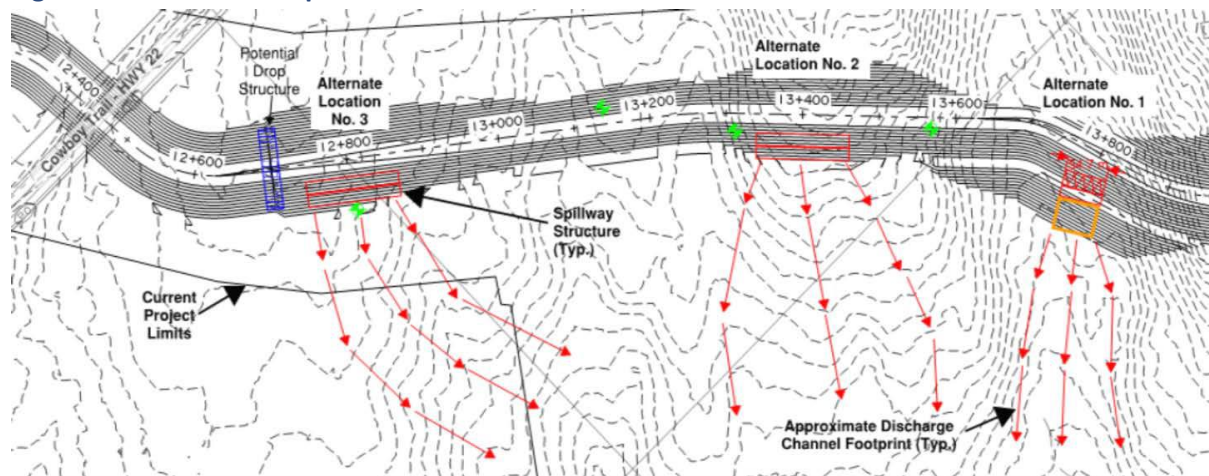 12+400
Cowboy Trail - HWY 22
12+600
Potential
Drop
Structure
Alternate
Location
No. 3
12+800
13+000
13+200
Alternate
Location No. 2
13+400
13+600
Alternate
Location No. 1
13+800
Spillway
Structure
(Typ.)
Current
Project
Limits
Approximate Discharge
Channel Footprint (Typ.)